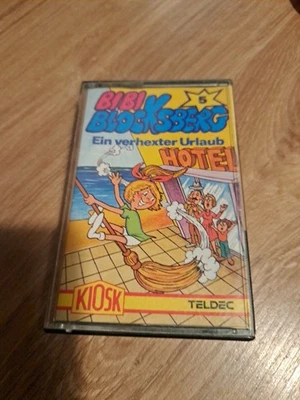 BIBI
5
BLOCKSBERG
Ein verhexter Urlaub
HOTEL
KIOSK
TELDEC